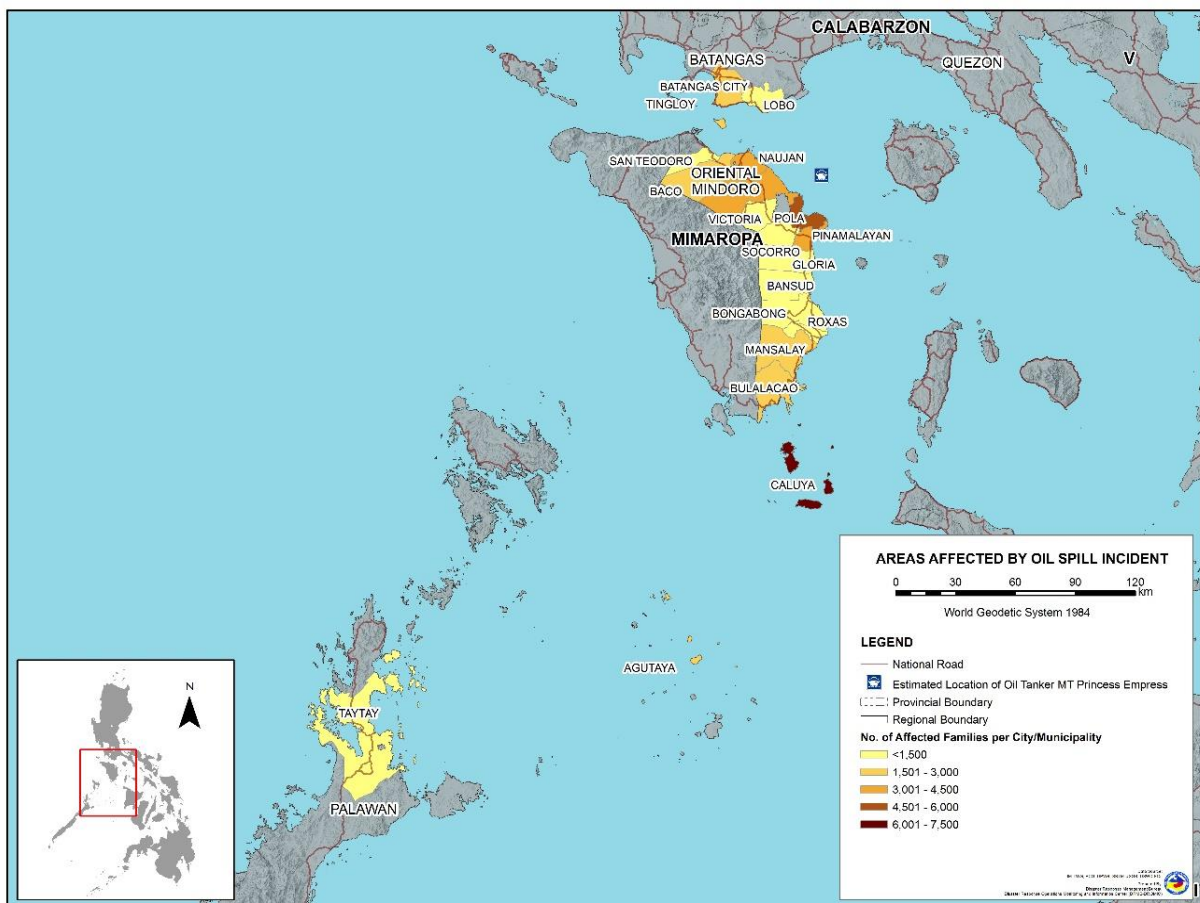 CALABARZON
V
QUEZON
BATANGAS
BATANGAS CITY
TINGLOY
LOBO
NAUJAN
SAN TEODORO
ORIENTAL
MINDORO
BACO
VICTORIA
POLA
PINAMALAYAN
MIMAROPA
SOCORRO
GLORIA
BANSUD
BONGABONG
ROXAS
MANSALAY
BULALACAO
CALUYA
AGUTAYA
TAYTAY
PALAWAN
N
AREAS AFFECTED BY OIL SPILL INCIDENT
0 30 60 90 120
km
World Geodetic System 1984
LEGEND
National Road
Estimated Location of Oil Tanker MT Princess Empress
Provincial Boundary
Regional Boundary
No. of Affected Families per City/Municipality
<1,500
1,501 - 3,000
3,001 - 4,500
4,501 - 6,000
6,001 - 7,500
Disaster Response Management Bureau